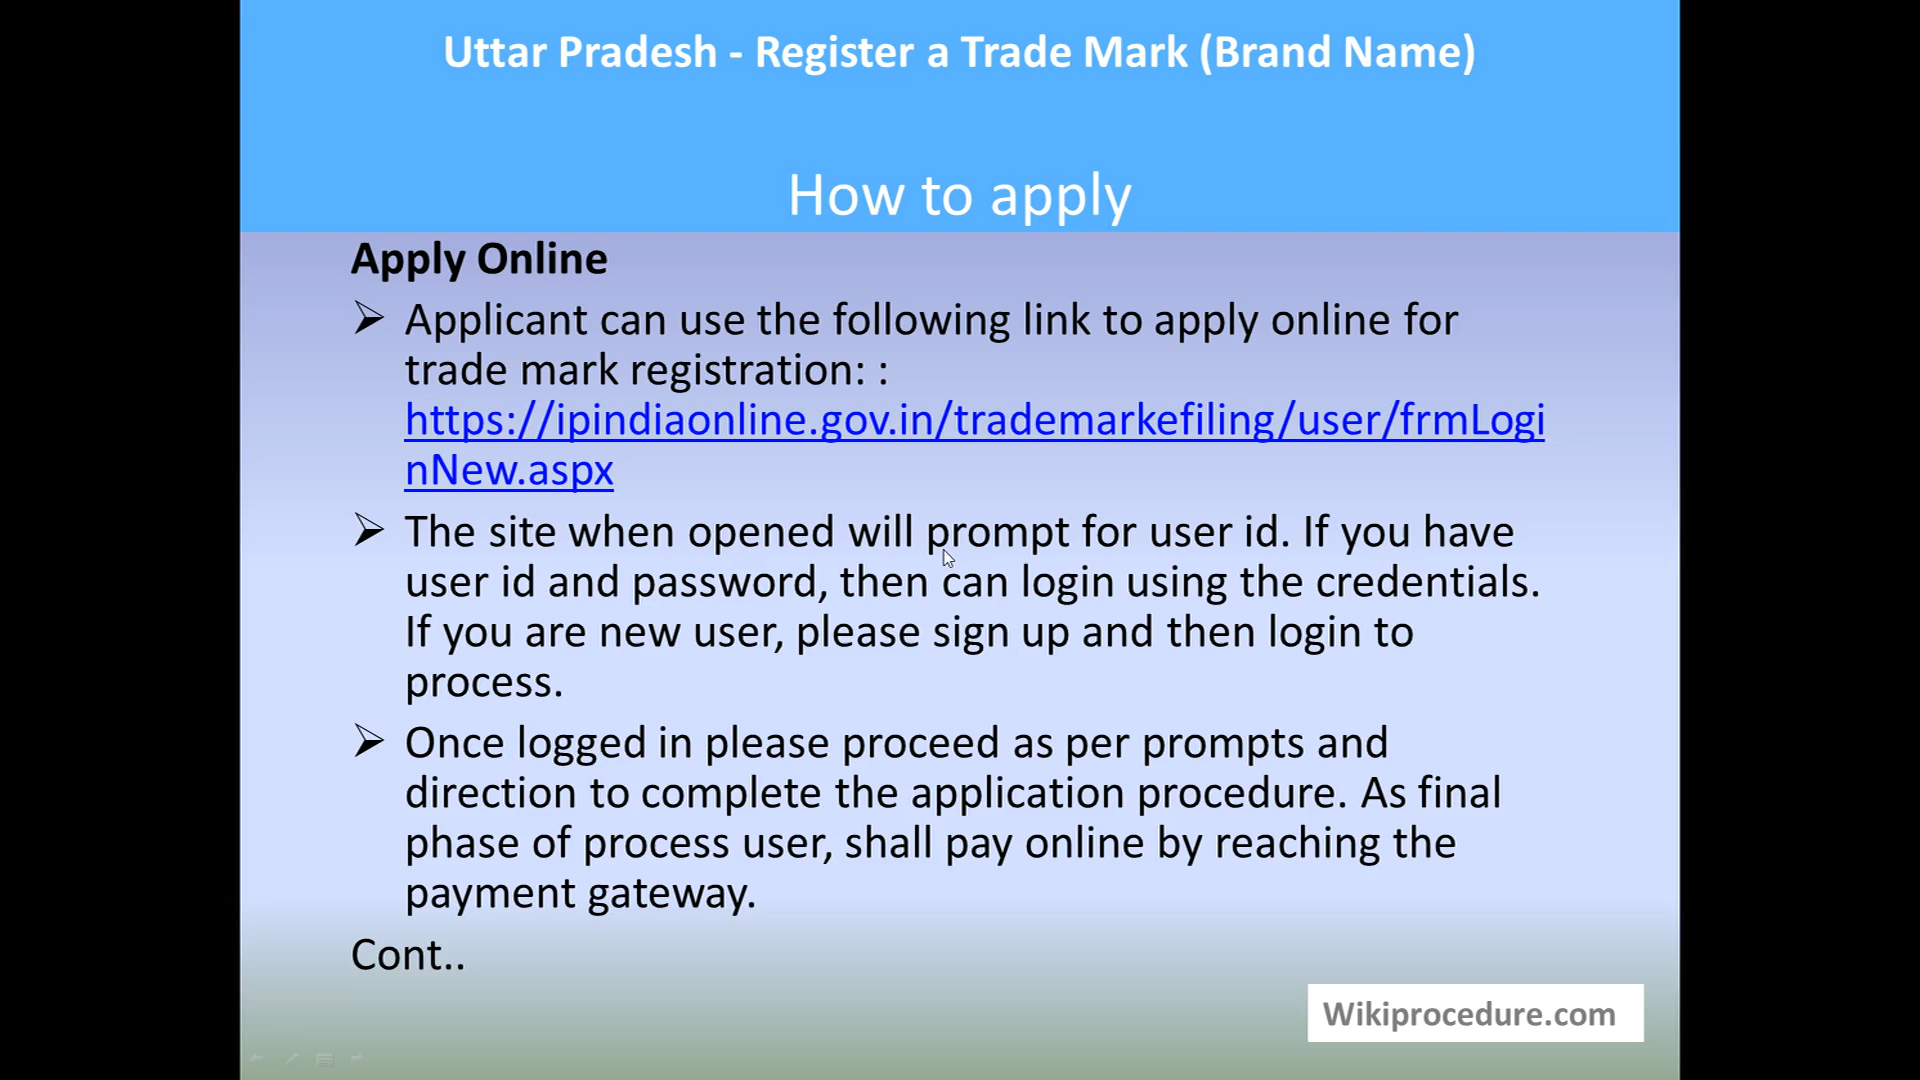 Uttar Pradesh - Register a Trade Mark (Brand Name)
How to apply
Apply Online
➢ Applicant can use the following link to apply online for
trade mark registration: :
https://ipindiaonline.gov.in/trademarkefiling/user/frmLogi
nNew.aspx
➢ The site when opened will prompt for user id. If you have
user id and password, then can login using the credentials.
If you are new user, please sign up and then login to
process.
➢ Once logged in please proceed as per prompts and
direction to complete the application procedure. As final
phase of process user, shall pay online by reaching the
payment gateway.
Cont..
Wikiprocedure.com